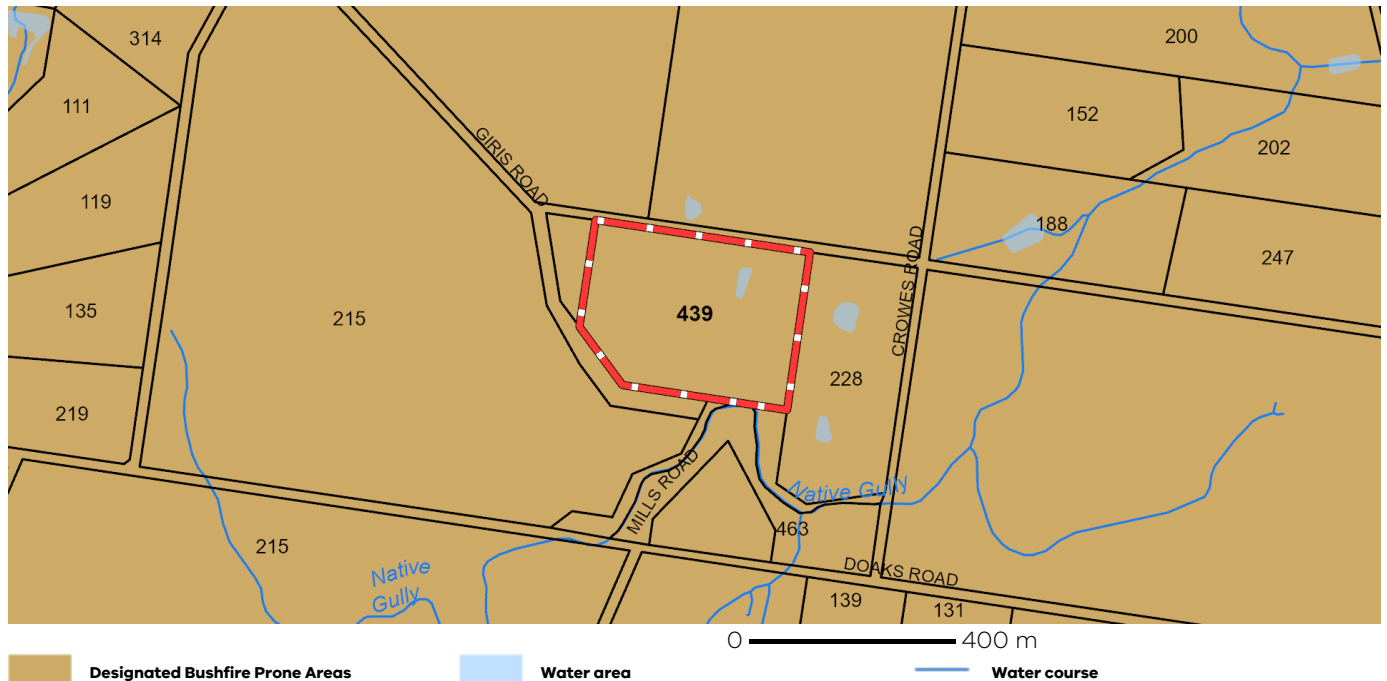 314
200
111
152
GIRIS ROAD
202
119
188
247
CROWES ROAD
135
215
439
228
219
MILLS ROAD
Native Gully
463
215
Native
Gully
DOAKS ROAD
139
131
0 400 m
Designated Bushfire Prone Areas
Water area
Water course